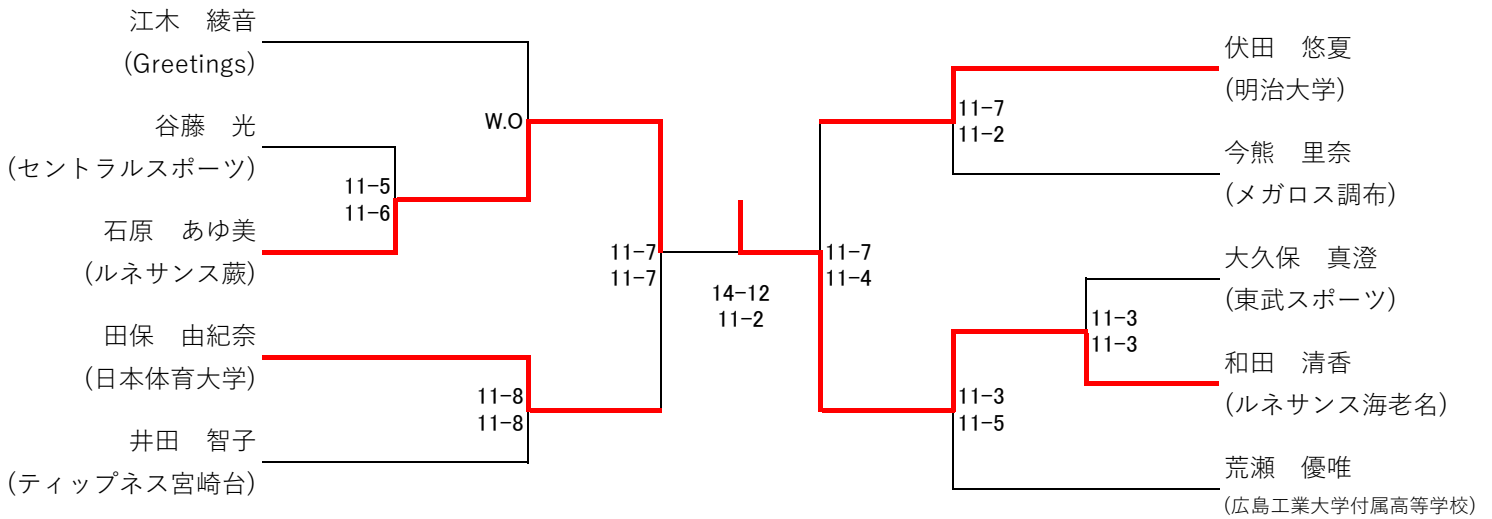 江木　綾音
(Greetings)
谷藤　光
(セントラルスポーツ)
石原　あゆ美
(ルネサンス蕨)
田保　由紀奈
(日本体育大学)
井田　智子
(ティップネス宮崎台)
W.O
11-5
11-6
11-7
11-7
11-8
11-8
14-12
11-2
11-7
11-4
11-7
11-2
11-3
11-3
11-3
11-5
伏田　悠夏
(明治大学)
今熊　里奈
(メガロス調布)
大久保　真澄
(東武スポーツ)
和田　清香
(ルネサンス海老名)
荒瀬　優唯
(広島工業大学付属高等学校)